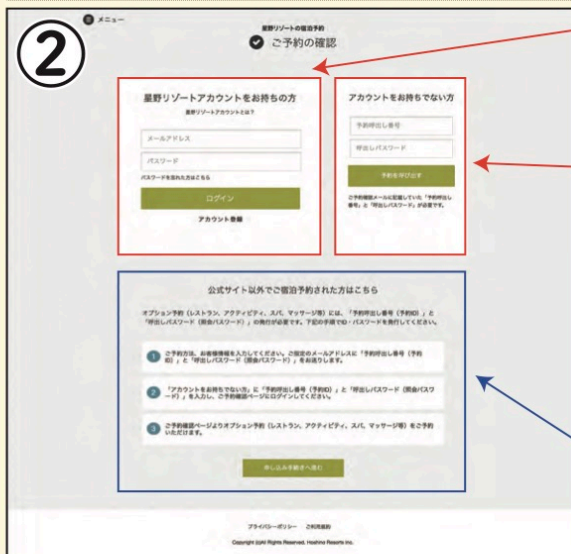 メニュー
②
星野リゾートの宿泊予約
ご予約の確認
星野リゾートアカウントをお持ちの方
星野リゾートアカウントとは？
メールアドレス
パスワード
パスワードを忘れた方はこちら
ログイン
アカウント登録
アカウントをお持ちでない方
予約呼出し番号
呼出しパスワード
予約を呼び出す
ご予約確認メールに記載していた「予約呼出し
番号」と「呼出しパスワード」が必要です。
公式サイト以外でご宿泊予約された方はこちら
オプション予約（レストラン、アクティビティ、スパ、マッサージ等）には、「予約呼出し番号（予約ID）」と
「呼出しパスワード（照会パスワード）」の発行が必要です。下記の手順でID・パスワードを発行してください。
1 ご予約方法、お客様情報を入力してください。ご指定のメールアドレスに「予約呼出し番号（予約
ID）」と「呼出しパスワード（照会パスワード）」をお送りします。
2 「アカウントをお持ちでない方」に「予約呼出し番号（予約ID）」と「呼出しパスワード（照会パスワ
ード）」を入力し、ご予約確認ページにログインしてください。
3 ご予約確認ページよりオプション予約（レストラン、アクティビティ、スパ、マッサージ等）をご予約
いただけます。
申し込み手続きへ進む
プライバシーポリシー ご利用規約
Rights Reserved. Hoshino Resorts Inc.